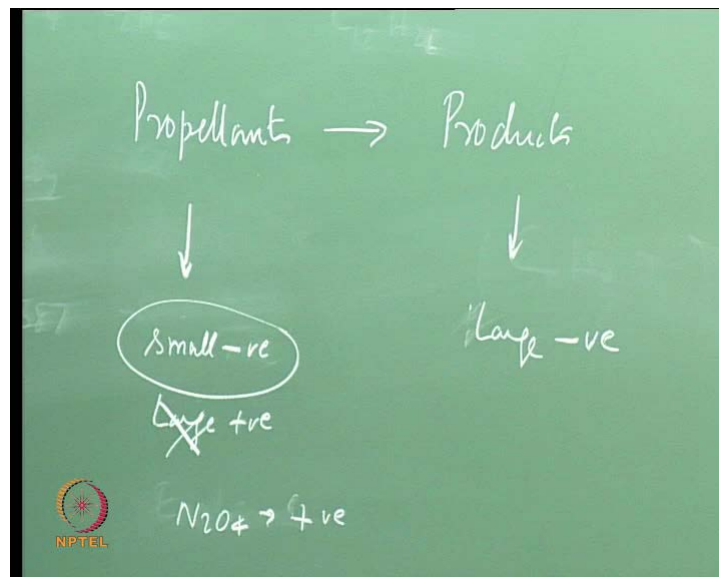 Propellants → Products
↓ ↓
Small -ve Large -ve
Large +ve
N2O4 → +ve
NPTEL